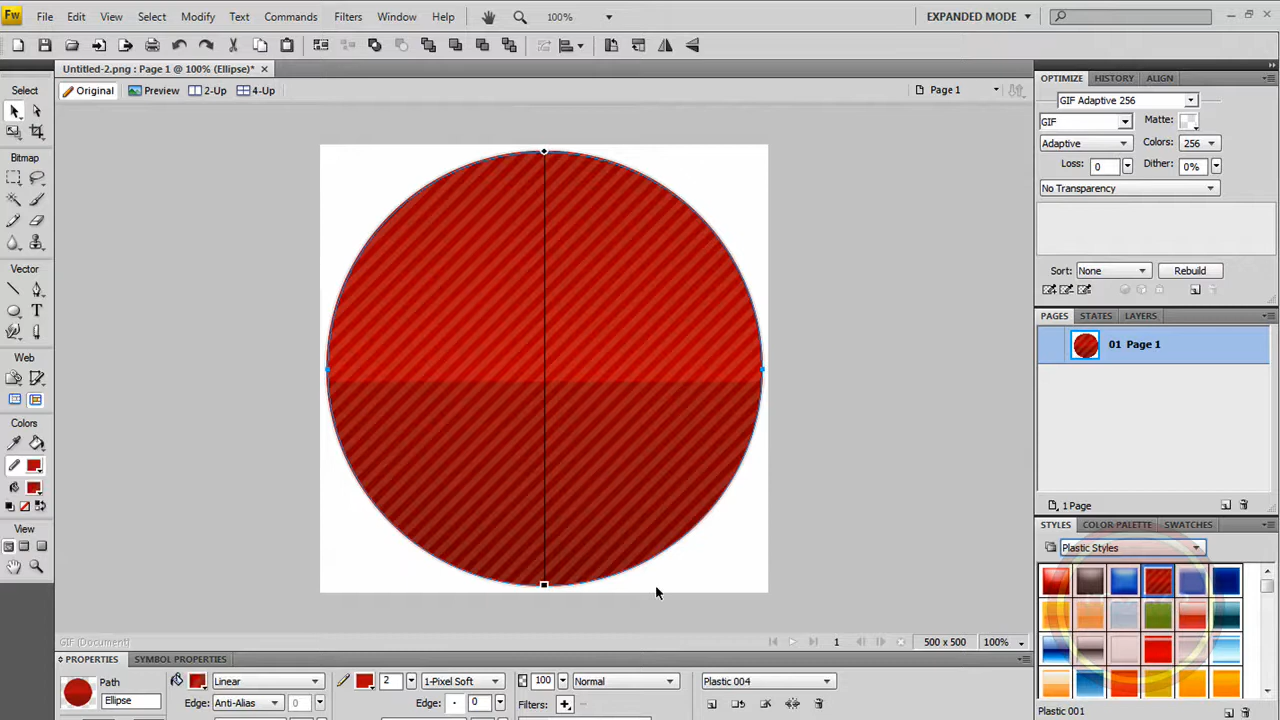 Fw File Edit View Select Modify Text Commands Filters Window Help 100% EXPANDED MODE
Untitled-2.png : Page 1 @ 100% (Ellipse)*
Original Preview 2-Up 4-Up Page 1
Select
Bitmap
Vector
T
Web
Colors
View
OPTIMIZE HISTORY ALIGN
GIF Adaptive 256
GIF Matte:
Adaptive Colors: 256
Loss: 0 Dither: 0%
No Transparency
Sort: None Rebuild
PAGES STATES LAYERS
01 Page 1
1 Page
STYLES COLOR PALETTE SWATCHES
Plastic Styles
Plastic 001
GIF (Document) 1 500 x 500 100%
PROPERTIES SYMBOL PROPERTIES
Path Linear 2 1-Pixel Soft 100 Normal Plastic 004
Ellipse Edge: Anti-Alias 0 Edge: 0 Filters: